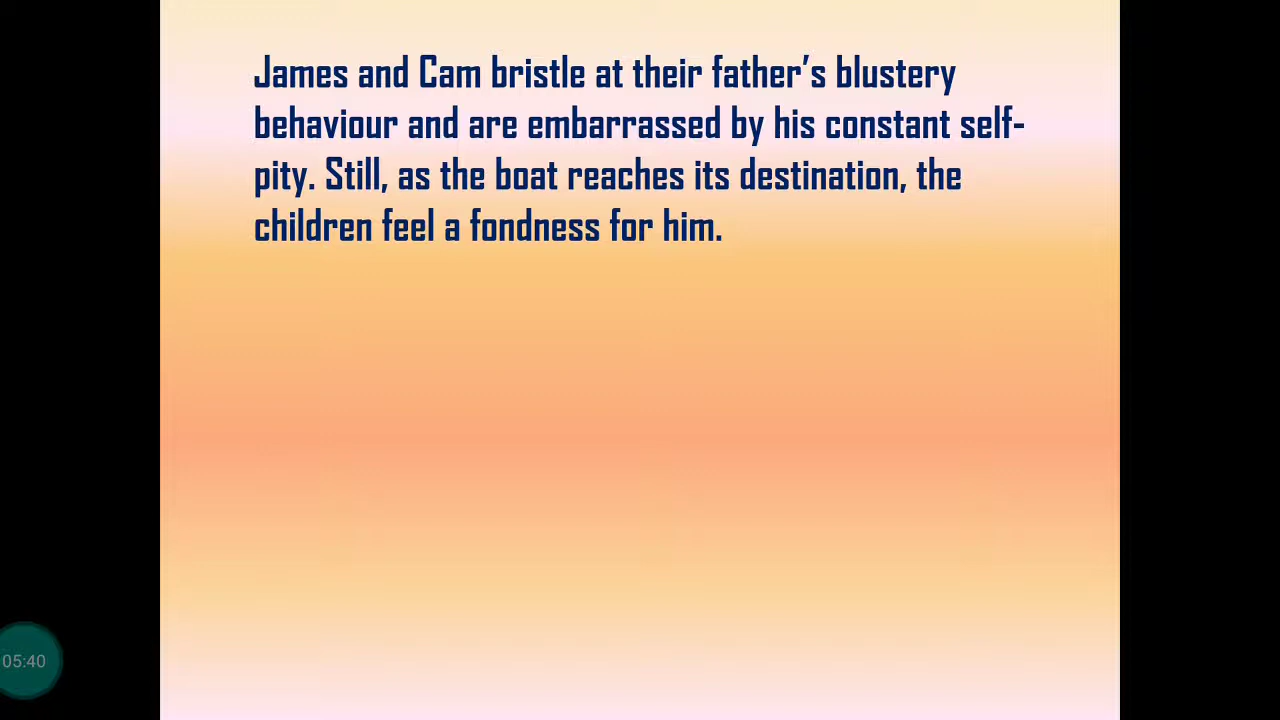 James and Cam bristle at their father’s blustery
behaviour and are embarrassed by his constant self-
pity. Still, as the boat reaches its destination, the
children feel a fondness for him.
05:40